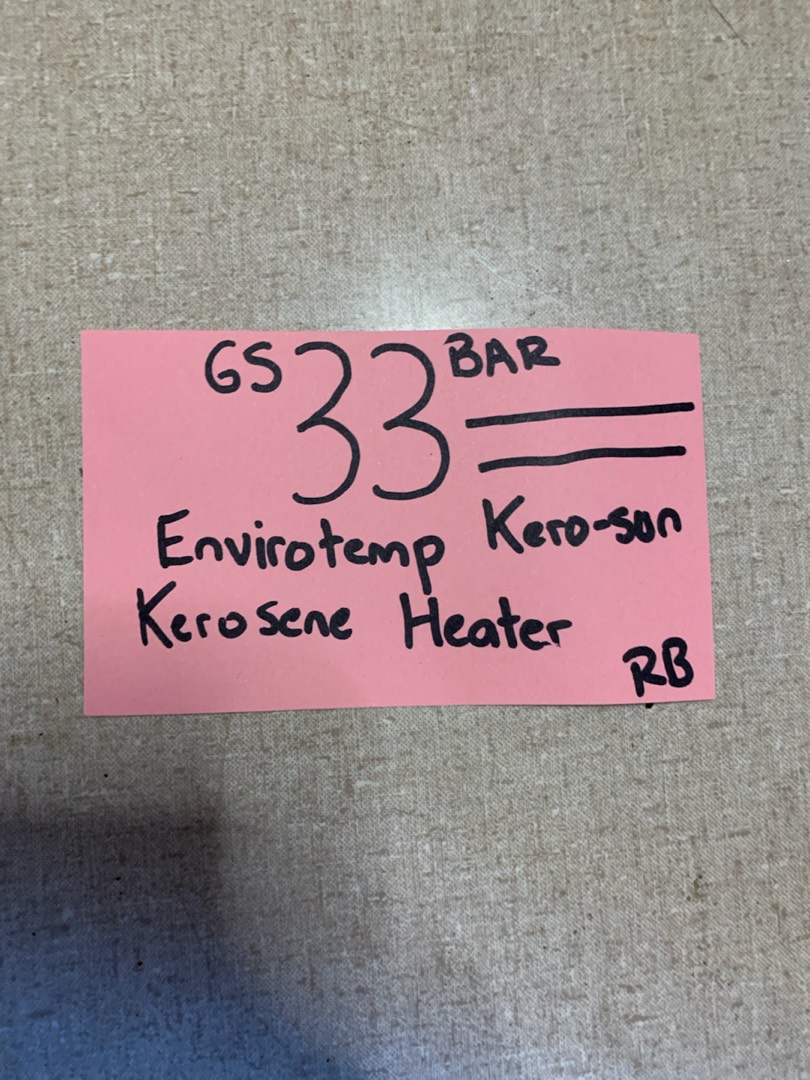 GS 33 BAR
Envirotemp Kero-sun
Kerosene Heater
RB